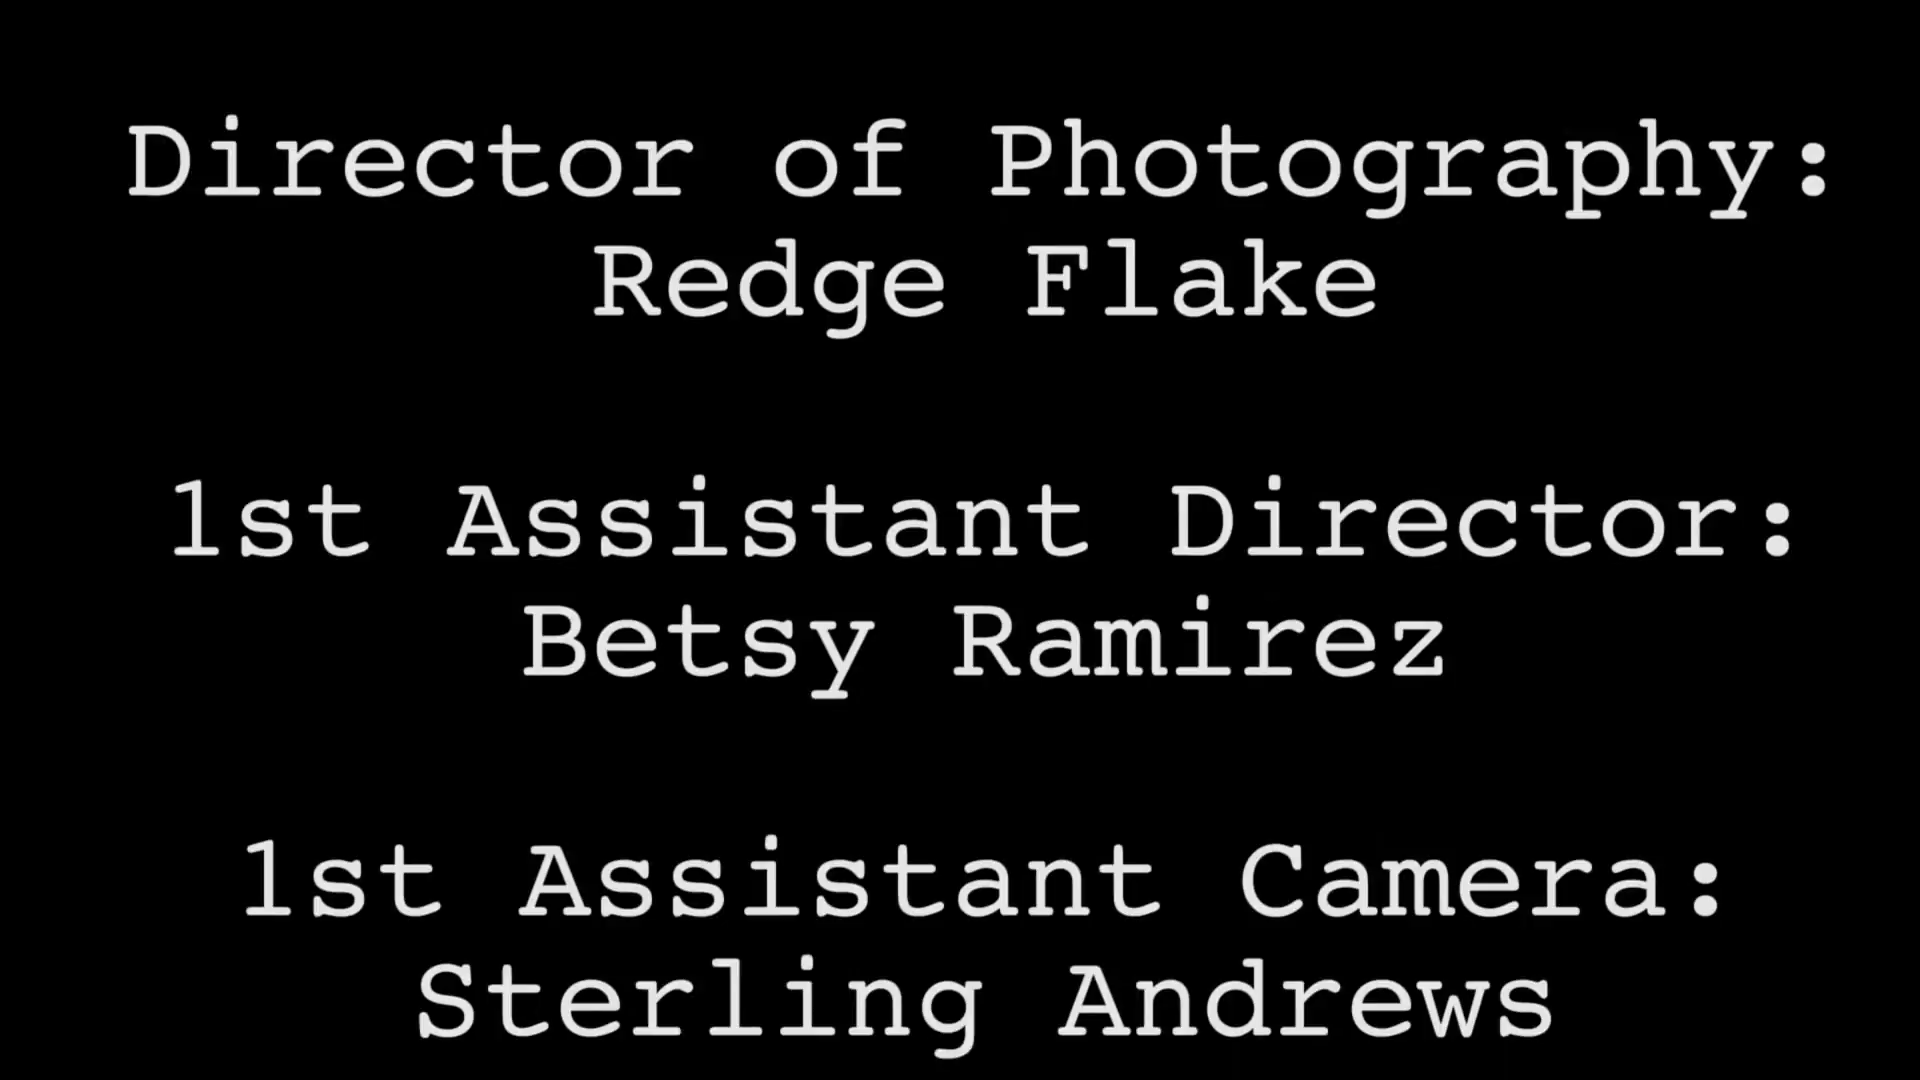 Director of Photography:
Redge Flake
1st Assistant Director:
Betsy Ramirez
1st Assistant Camera:
Sterling Andrews